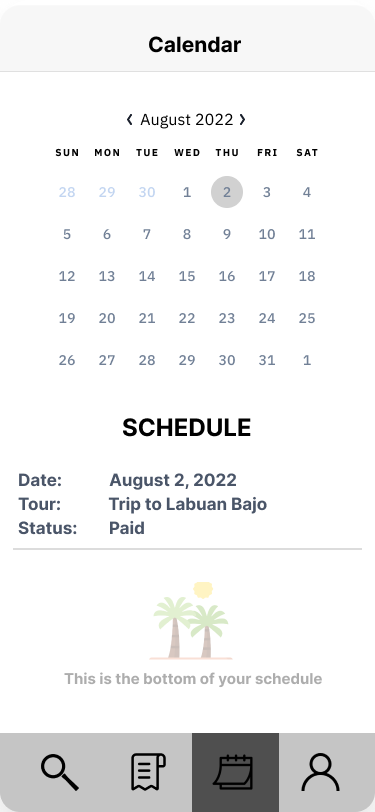 Calendar
‹ August 2022 ›
SUN MON TUE WED THU FRI SAT
28 29 30 1 2 3 4
5 6 7 8 9 10 11
12 13 14 15 16 17 18
19 20 21 22 23 24 25
26 27 28 29 30 31 1
SCHEDULE
Date: August 2, 2022
Tour: Trip to Labuan Bajo
Status: Paid
This is the bottom of your schedule